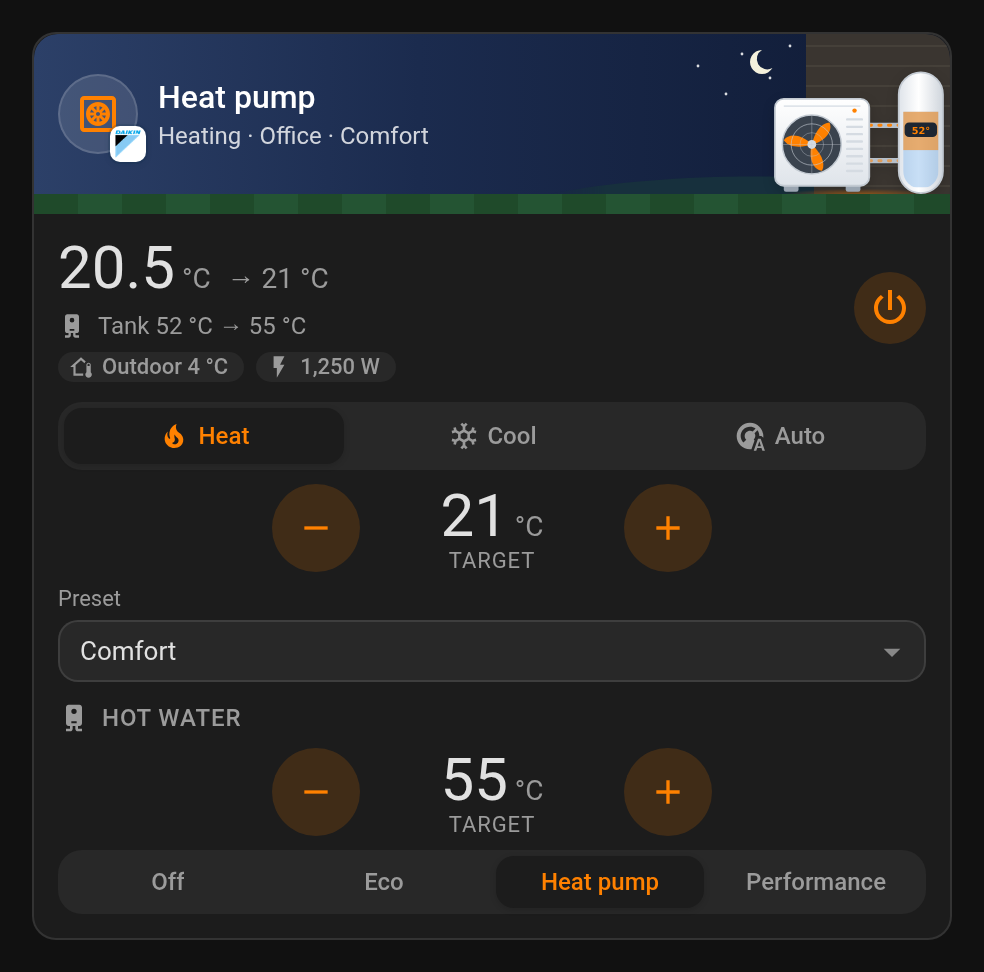 Heat pump
Heating · Office · Comfort
DAIKIN
52°
20.5 °C → 21 °C
Tank 52 °C → 55 °C
Outdoor 4 °C 1,250 W
Heat Cool Auto
21 °C
TARGET
Preset
Comfort
HOT WATER
55 °C
TARGET
Off Eco Heat pump Performance